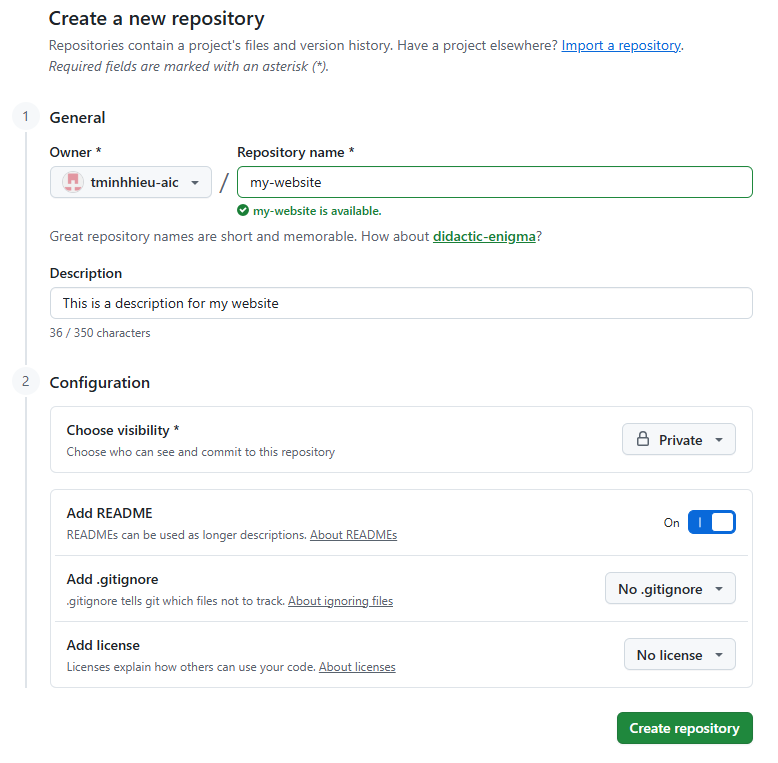 Create a new repository
Repositories contain a project's files and version history. Have a project elsewhere? Import a repository.
Required fields are marked with an asterisk (*).
1
General
Owner *
Repository name *
tminhhieu-aic
/
my-website
my-website is available.
Great repository names are short and memorable. How about didactic-enigma?
Description
This is a description for my website
36 / 350 characters
2
Configuration
Choose visibility *
Choose who can see and commit to this repository
Private
Add README
READMEs can be used as longer descriptions. About READMEs
On
Add .gitignore
.gitignore tells git which files not to track. About ignoring files
No .gitignore
Add license
Licenses explain how others can use your code. About licenses
No license
Create repository